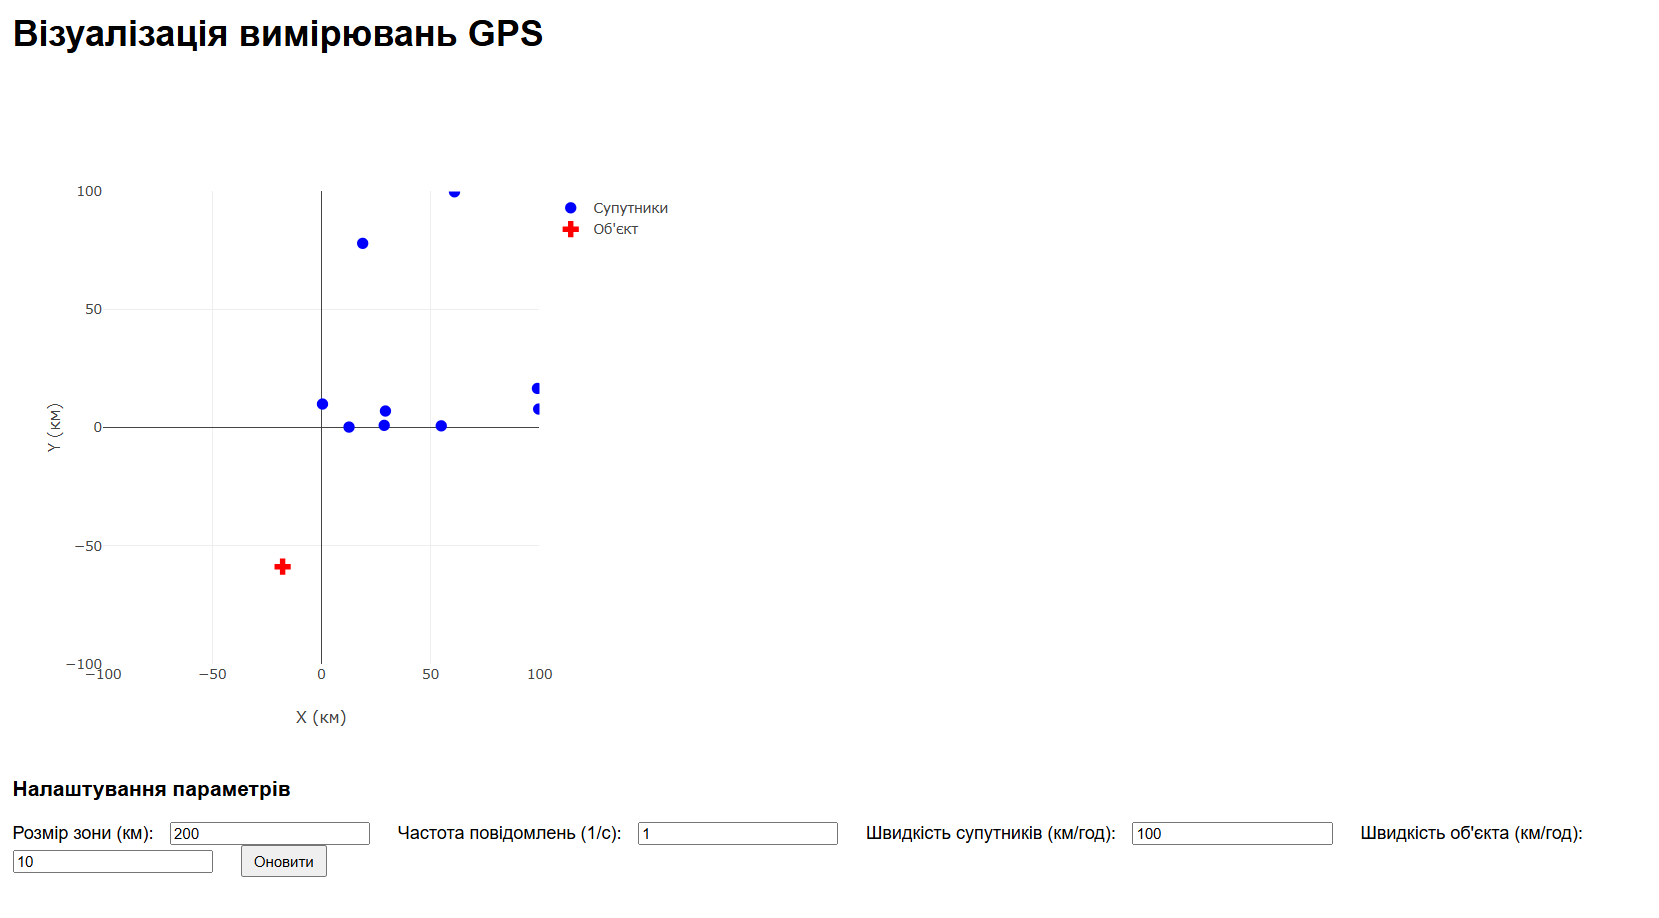 Візуалізація вимірювань GPS
100
50
0
−50
−100
Y (км)
−100
−50
0
50
100
X (км)
Супутники
Об'єкт
Налаштування параметрів
Розмір зони (км): 200 Частота повідомлень (1/с): 1 Швидкість супутників (км/год): 100 Швидкість об'єкта (км/год):
10 Оновити